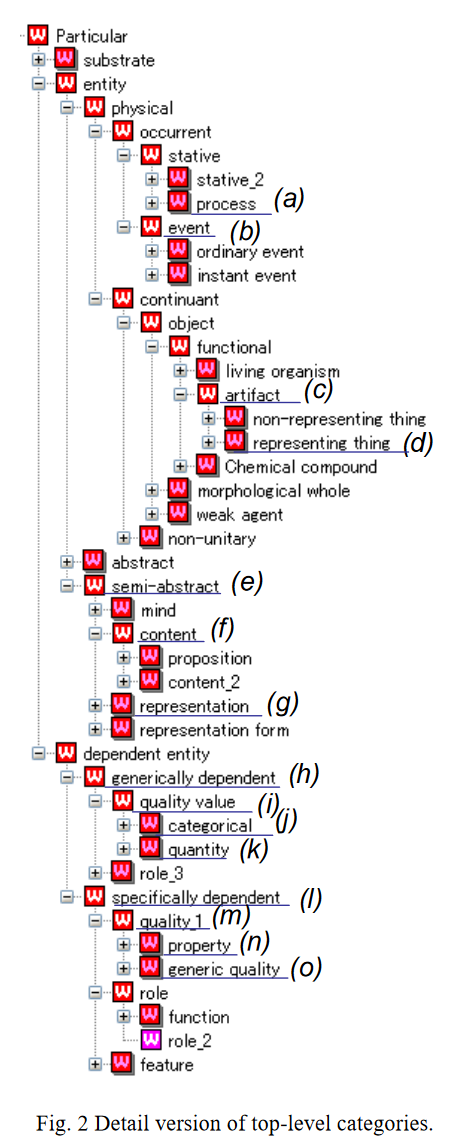 Particular
substrate
entity
physical
occurrent
stative
stative_2
process (a)
event (b)
ordinary event
instant event
continuant
object
functional
living organism
artifact (c)
non-representing thing
representing thing (d)
Chemical compound
morphological whole
weak agent
non-unitary
abstract
semi-abstract (e)
mind
content (f)
proposition
content_2
representation (g)
representation form
dependent entity
generically dependent (h)
quality value (i)
categorical (j)
quantity (k)
role_3
specifically dependent (l)
quality_1 (m)
property (n)
generic quality (o)
role
function
role_2
feature
Fig. 2 Detail version of top-level categories.